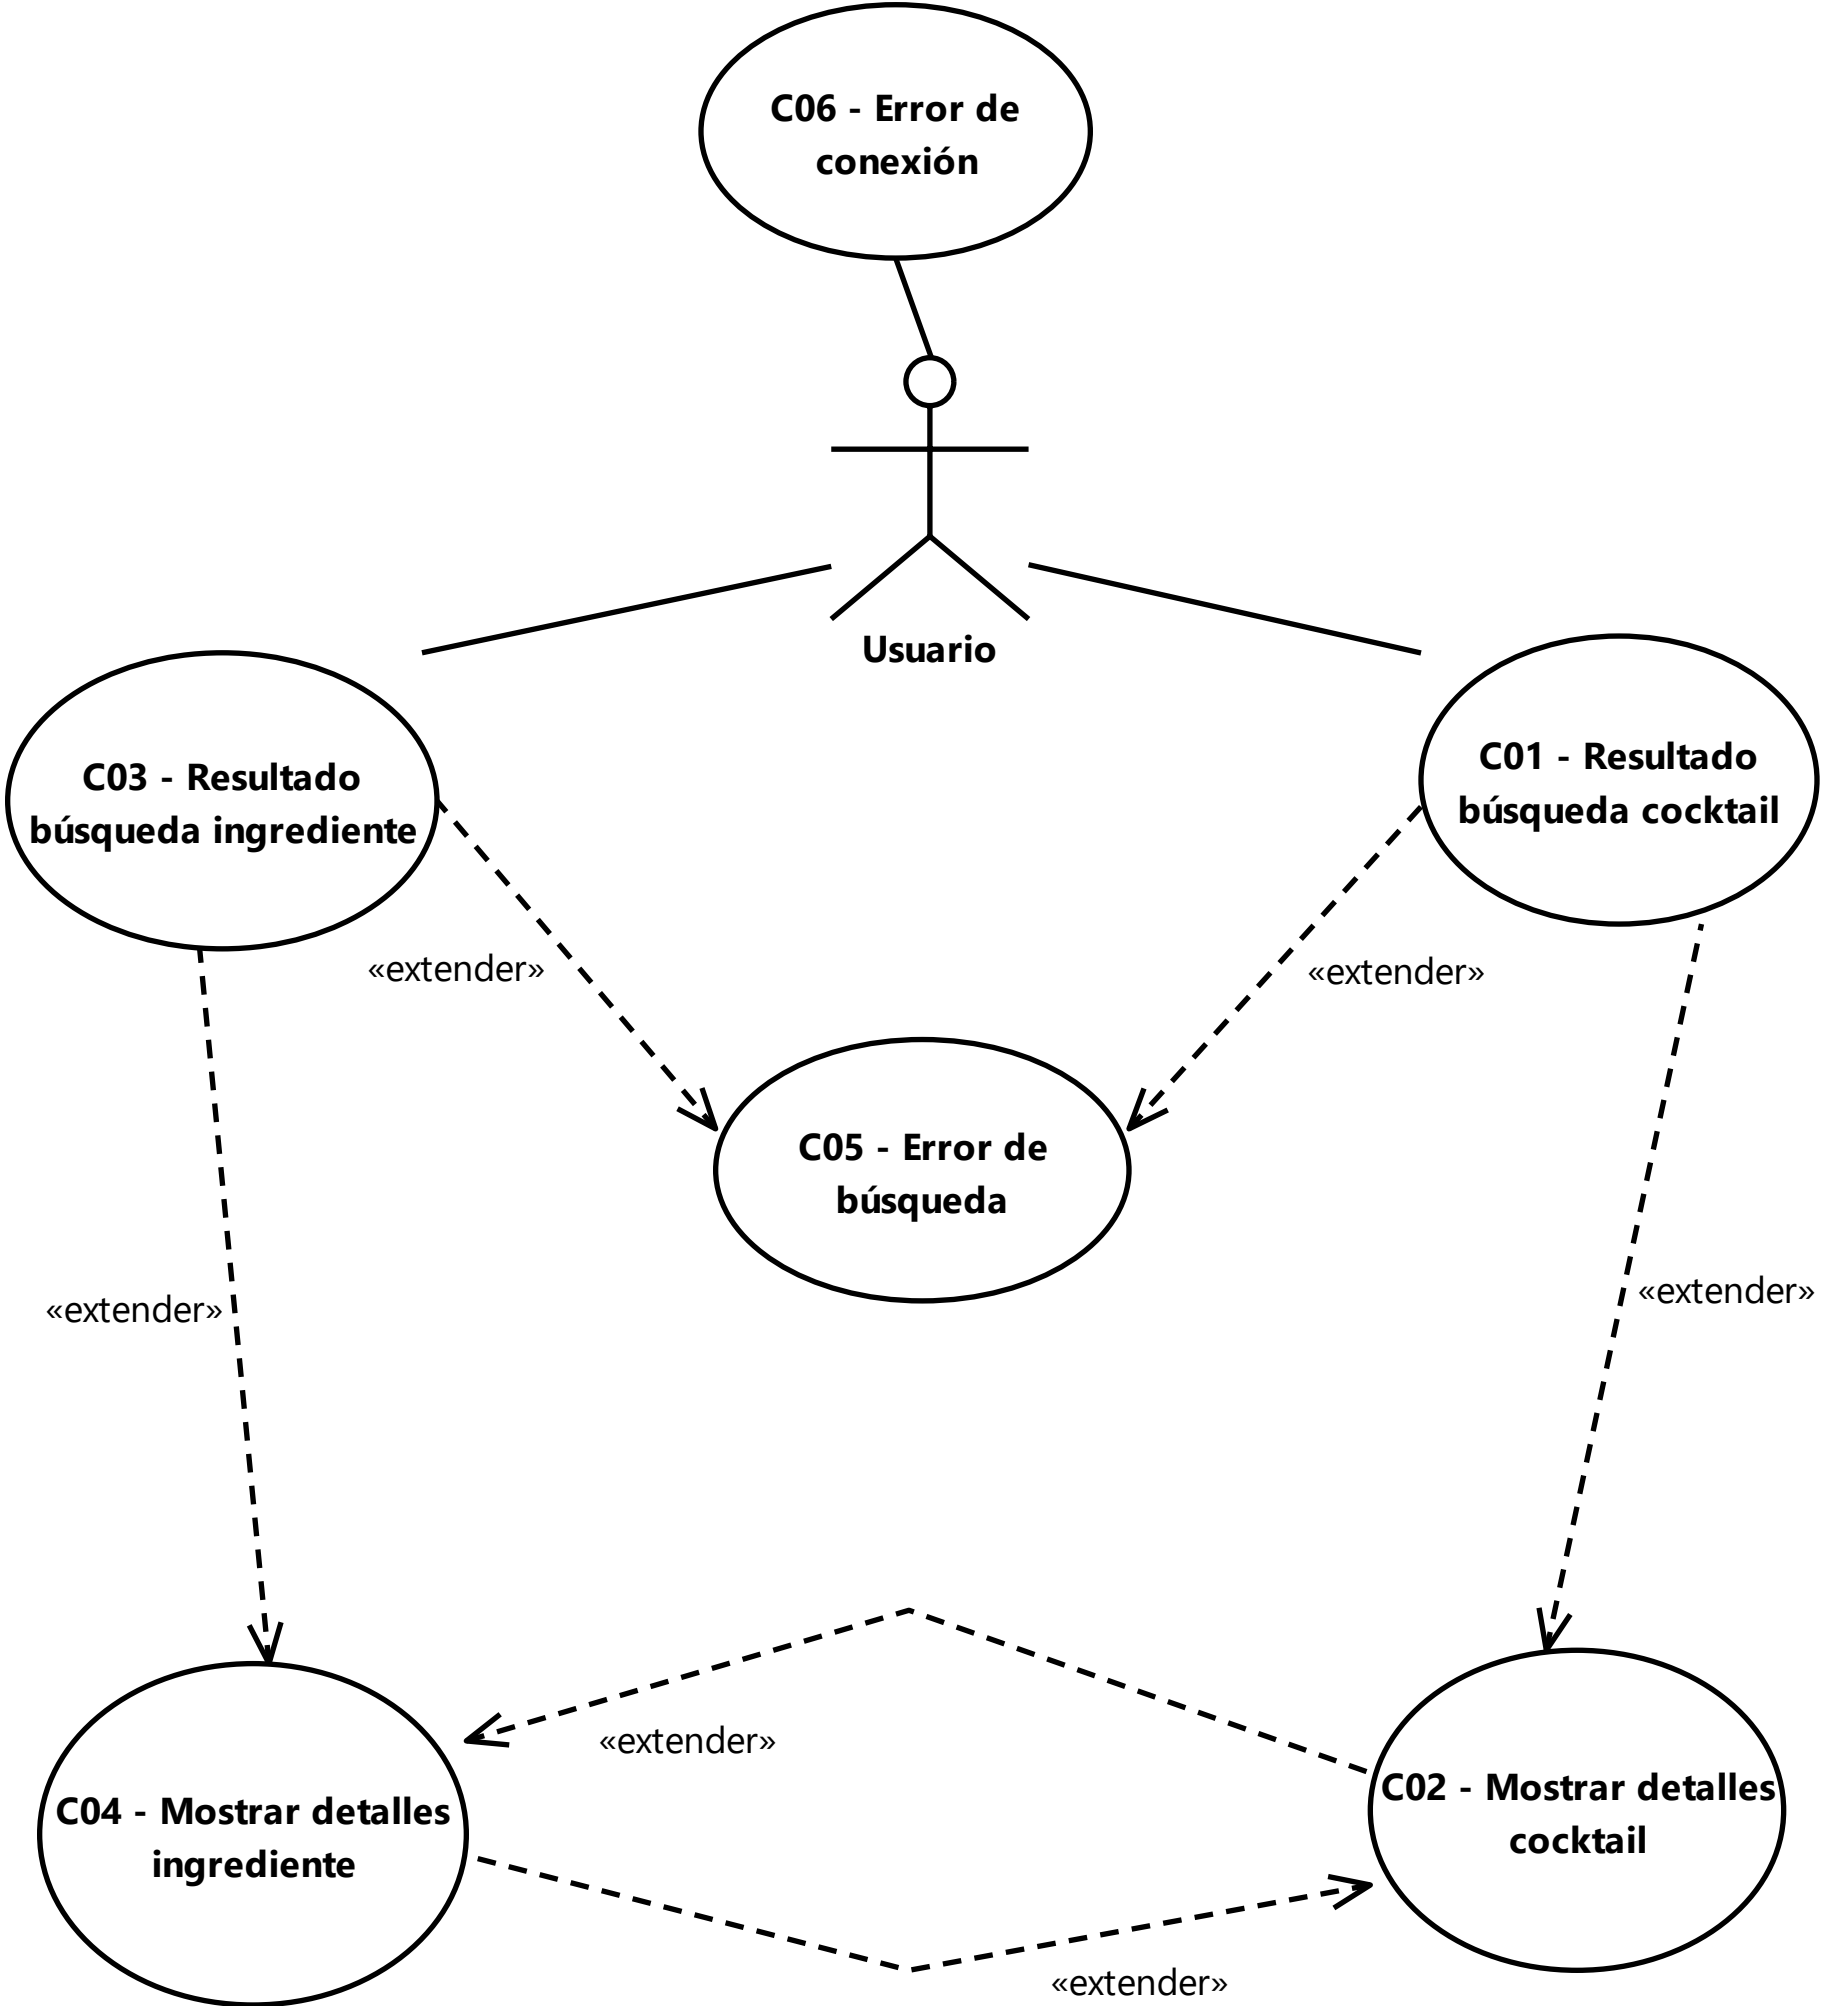 C06 - Error de
conexión
Usuario
C03 - Resultado
búsqueda ingrediente
C01 - Resultado
búsqueda cocktail
«extender»
«extender»
C05 - Error de
búsqueda
«extender»
«extender»
«extender»
C04 - Mostrar detalles
ingrediente
C02 - Mostrar detalles
cocktail
«extender»